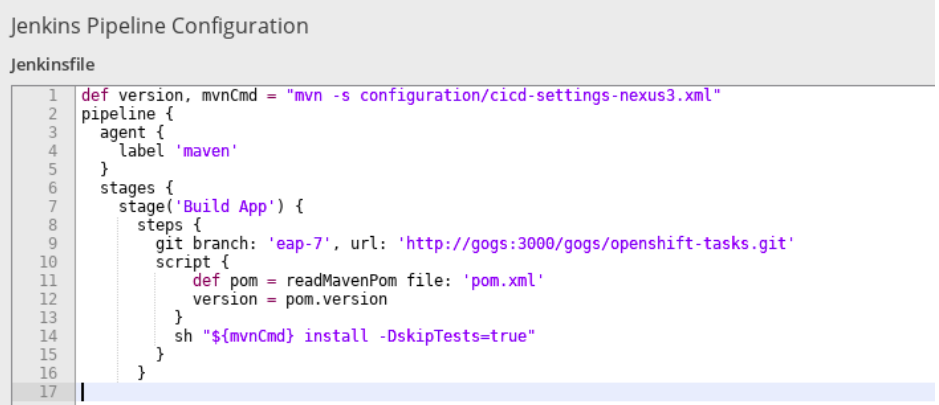 Jenkins Pipeline Configuration
Jenkinsfile
1 def version, mvnCmd = "mvn -s configuration/cicd-settings-nexus3.xml"
2 pipeline {
3   agent {
4     label 'maven'
5   }
6   stages {
7     stage('Build App') {
8       steps {
9         git branch: 'eap-7', url: 'http://gogs:3000/gogs/openshift-tasks.git'
10         script {
11             def pom = readMavenPom file: 'pom.xml'
12             version = pom.version
13           }
14           sh "${mvnCmd} install -DskipTests=true"
15         }
16       }
17